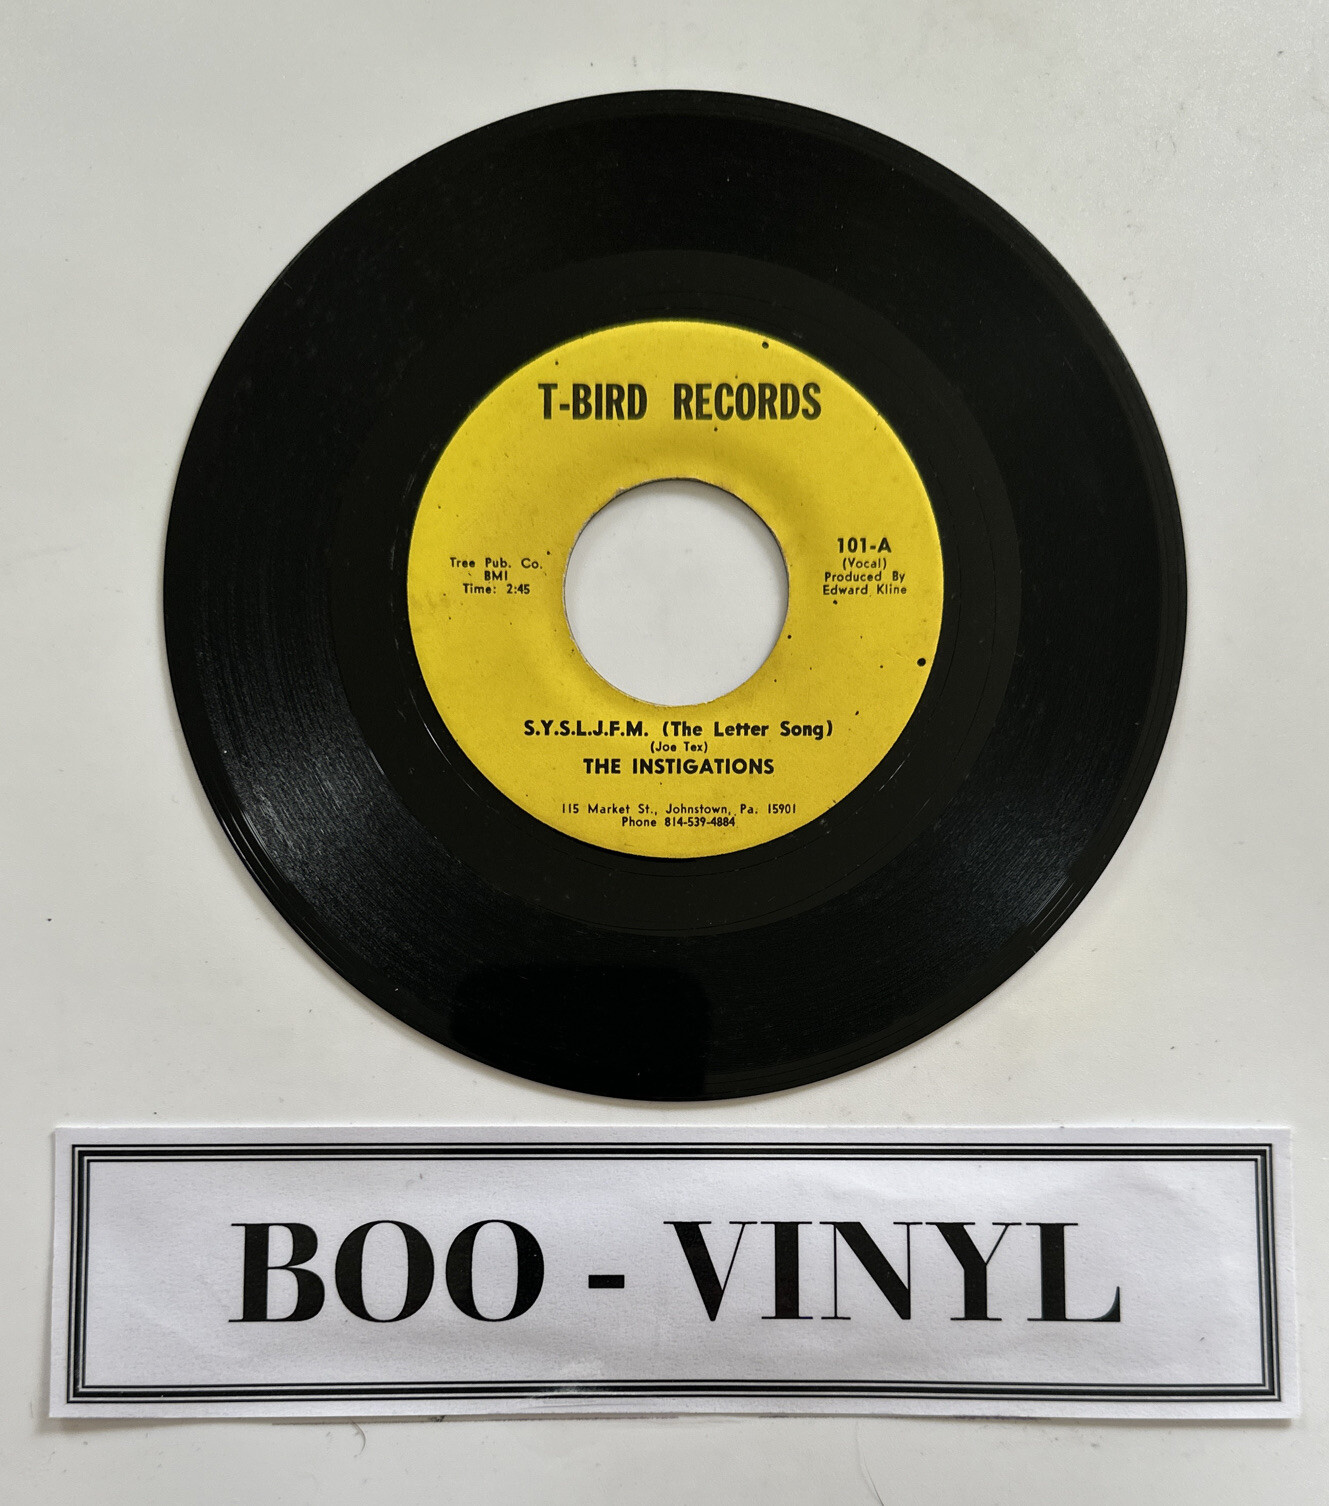 T-BIRD RECORDS
Tree Pub. Co.
BMI
Time: 2:45
101-A
(Vocal)
Produced By
Edward Kline
S.Y.S.L.J.F.M. (The Letter Song)
(Joe Tex)
THE INSTIGATIONS
115 Market St., Johnstown, Pa. 15901
Phone 814-539-4884
BOO - VINYL